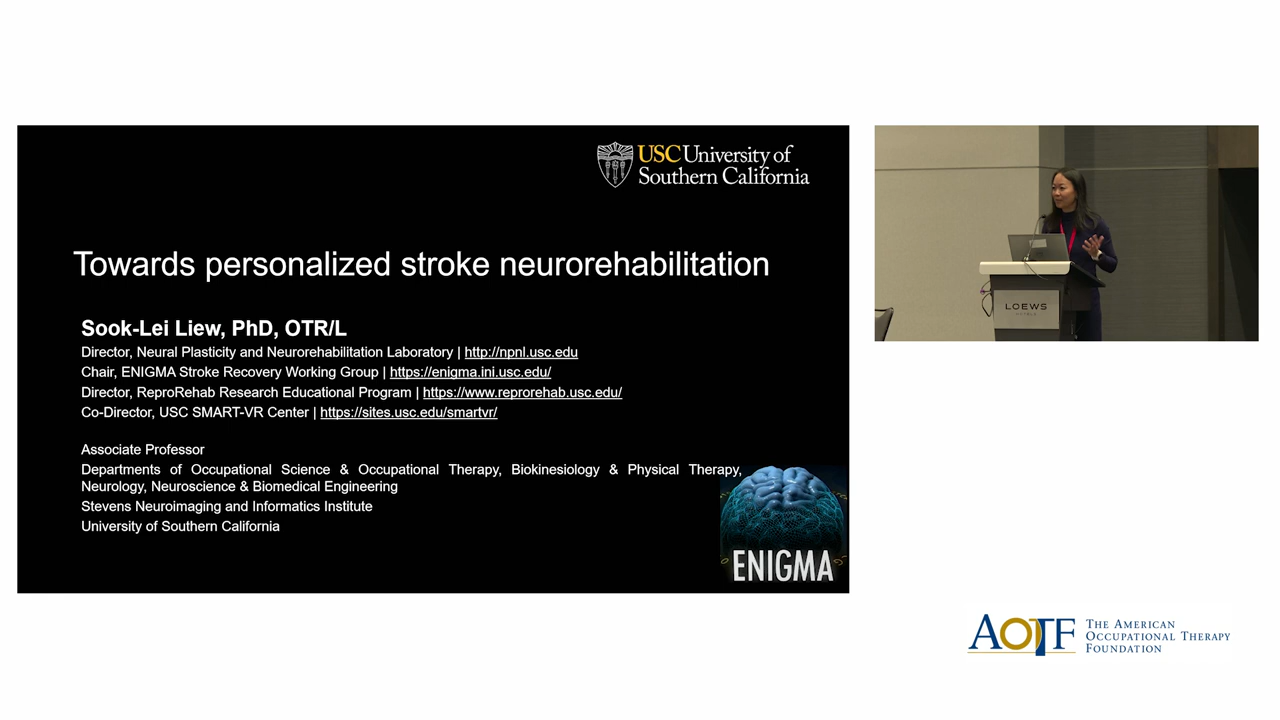 USC University of
Southern California
Towards personalized stroke neurorehabilitation
Sook-Lei Liew, PhD, OTR/L
Director, Neural Plasticity and Neurorehabilitation Laboratory | http://npnl.usc.edu
Chair, ENIGMA Stroke Recovery Working Group | https://enigma.ini.usc.edu/
Director, ReproRehab Research Educational Program | https://www.reprorehab.usc.edu/
Co-Director, USC SMART-VR Center | https://sites.usc.edu/smartvr/
Associate Professor
Departments of Occupational Science & Occupational Therapy, Biokinesiology & Physical Therapy,
Neurology, Neuroscience & Biomedical Engineering
Stevens Neuroimaging and Informatics Institute
University of Southern California
ENIGMA
LOEWS
HOTELS
AOTF
THE AMERICAN
OCCUPATIONAL THERAPY
FOUNDATION